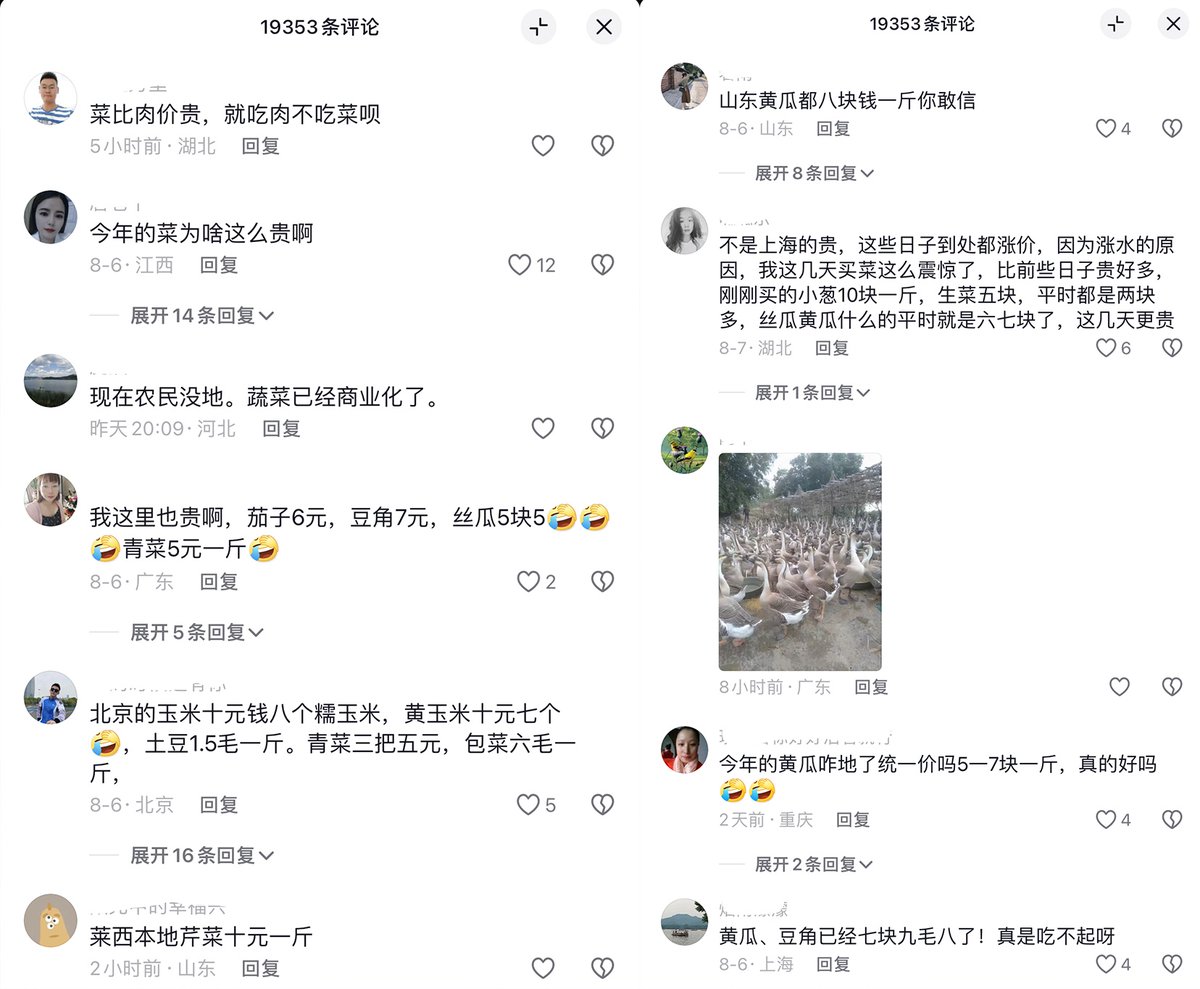 19353条评论
菜比肉价贵，就吃肉不吃菜呗
5小时前·湖北 回复
今年的菜为啥这么贵啊
8-6·江西 回复
12
展开14条回复
现在农民没地。蔬菜已经商业化了。
昨天20:09·河北 回复
我这里也贵啊，茄子6元，豆角7元，丝瓜5块5🤣🤣
🤣青菜5元一斤🤣
8-6·广东 回复
2
展开5条回复
北京的玉米十元钱八个糯玉米，黄玉米十元七个
🤣，土豆1.5毛一斤。青菜三把五元，包菜六毛一
斤，
8-6·北京 回复
5
展开16条回复
莱西本地芹菜十元一斤
2小时前·山东 回复
19353条评论
山东黄瓜都八块钱一斤你敢信
8-6·山东 回复
4
展开8条回复
不是上海的贵，这些日子到处都涨价，因为涨水的原
因，我这几天买菜这么震惊了，比前些日子贵好多，
刚刚买的小葱10块一斤，生菜五块，平时都是两块
多，丝瓜黄瓜什么的平时就是六七块了，这几天更贵
8-7·湖北 回复
6
展开1条回复
8小时前·广东 回复
今年的黄瓜咋地了统一价吗5一7块一斤，真的好吗
🤣🤣
2天前·重庆 回复
4
展开2条回复
黄瓜、豆角已经七块九毛八了！真是吃不起呀
8-6·上海 回复
4